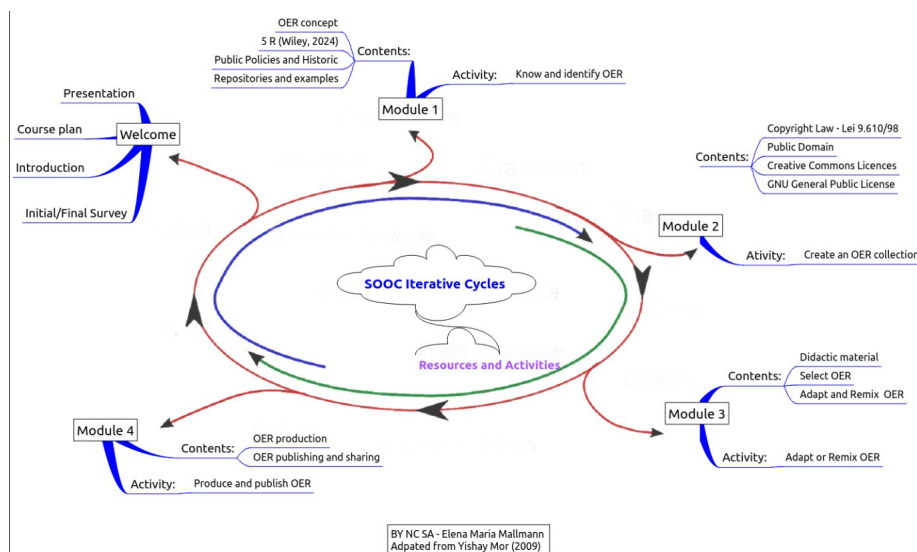 OER concept
5 R (Wiley, 2024)
Public Policies and Historic
Repositories and examples
Contents:
Activity:
Know and identify OER
Module 1
Presentation
Course plan
Introduction
Initial/Final Survey
Welcome
Contents:
Copyright Law - Lei 9.610/98
Public Domain
Creative Commons Licences
GNU General Public License
Module 2
Ativity:
Create an OER collection
SOOC Iterative Cycles
Resources and Activities
Module 3
Contents:
Didactic material
Select OER
Adapt and Remix OER
Activity:
Adapt or Remix OER
Module 4
Contents:
OER production
OER publishing and sharing
Activity:
Produce and publish OER
BY NC SA - Elena Maria Mallmann
Adpated from Yishay Mor (2009)